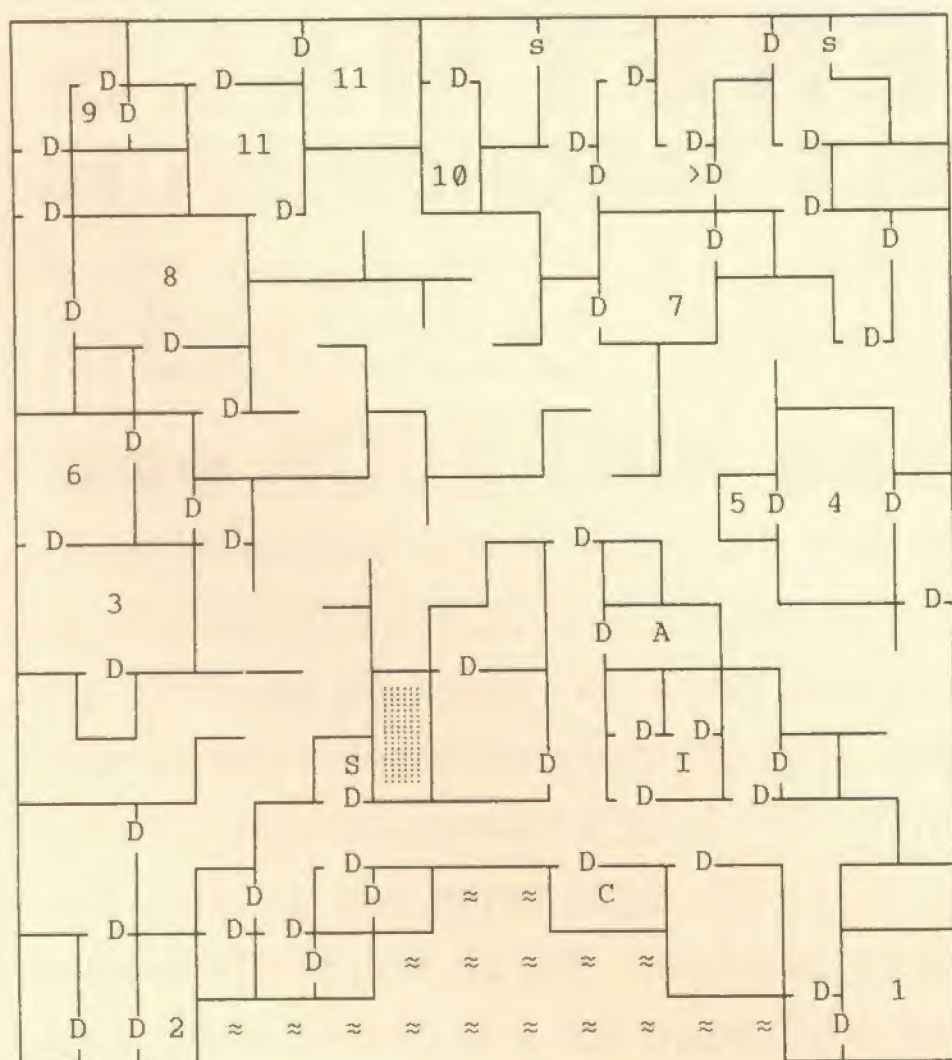 D s D s
D D 11 D D
9 D
D 11 D D D
10 D >D
D D D
D D
8
D D 7
D D
D
D
6
D 5 D 4 D
D D D
3 D
D A
D D
D D
S D I D
D D D
D
D D D
D D ≈ ≈ C
D D D
D ≈ ≈ ≈ ≈ ≈
D 1
D D 2 ≈ ≈ ≈ ≈ ≈ ≈ ≈ ≈ ≈ ≈ D